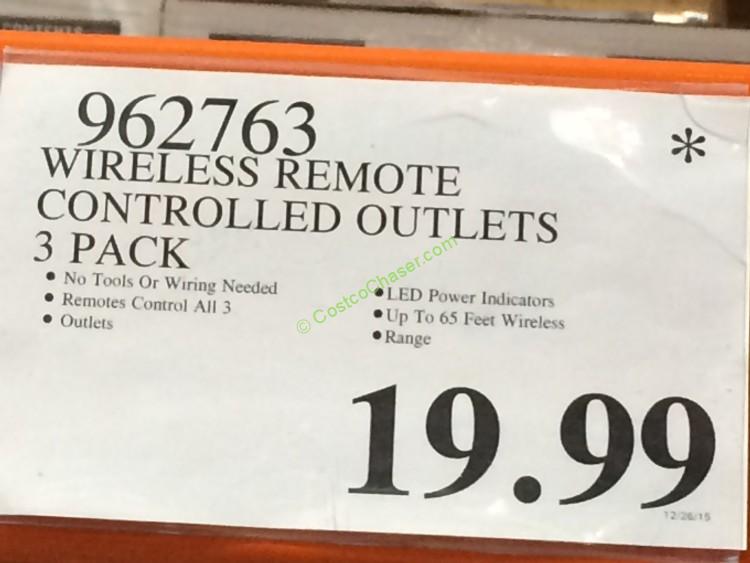 CONTENTS
962763
*
WIRELESS REMOTE
CONTROLLED OUTLETS
3 PACK
• No Tools Or Wiring Needed
• Remotes Control All 3
• Outlets
• LED Power Indicators
• Up To 65 Feet Wireless
• Range
© CostcoChaser.com
19.99
12/26/15